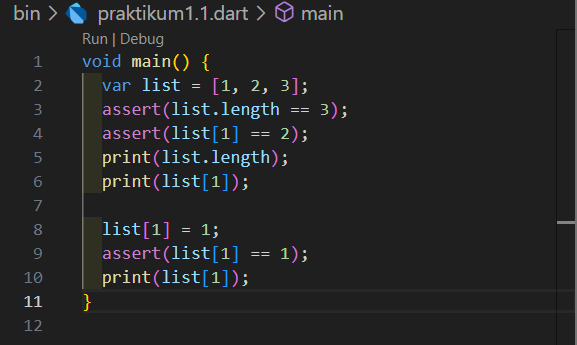 bin > praktikum1.1.dart > main
Run | Debug
1 void main() {
2   var list = [1, 2, 3];
3   assert(list.length == 3);
4   assert(list[1] == 2);
5   print(list.length);
6   print(list[1]);
7
8   list[1] = 1;
9   assert(list[1] == 1);
10   print(list[1]);
11 }
12